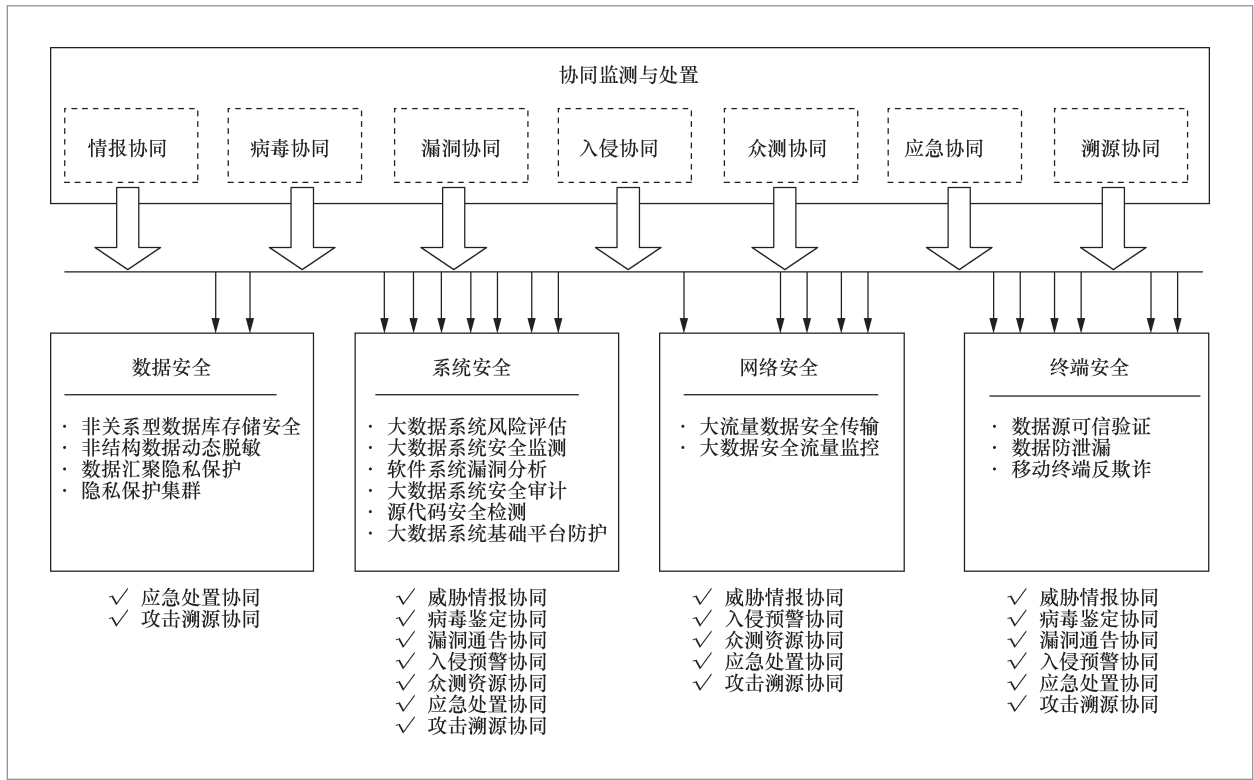 协同监测与处置
情报协同
病毒协同
漏洞协同
入侵协同
众测协同
应急协同
溯源协同
数据安全
· 非关系型数据库存储安全
· 非结构数据动态脱敏
· 数据汇聚隐私保护
· 隐私保护集群
√ 应急处置协同
√ 攻击溯源协同
系统安全
· 大数据系统风险评估
· 大数据系统安全监测
· 软件系统漏洞分析
· 大数据系统安全审计
· 源代码安全检测
· 大数据系统基础平台防护
√ 威胁情报协同
√ 病毒鉴定协同
√ 漏洞通告协同
√ 入侵预警协同
√ 众测资源协同
√ 应急处置协同
√ 攻击溯源协同
网络安全
· 大流量数据安全传输
· 大数据安全流量监控
√ 威胁情报协同
√ 入侵预警协同
√ 众测资源协同
√ 应急处置协同
√ 攻击溯源协同
终端安全
· 数据源可信验证
· 数据防泄漏
· 移动终端反欺诈
√ 威胁情报协同
√ 病毒鉴定协同
√ 漏洞通告协同
√ 入侵预警协同
√ 应急处置协同
√ 攻击溯源协同